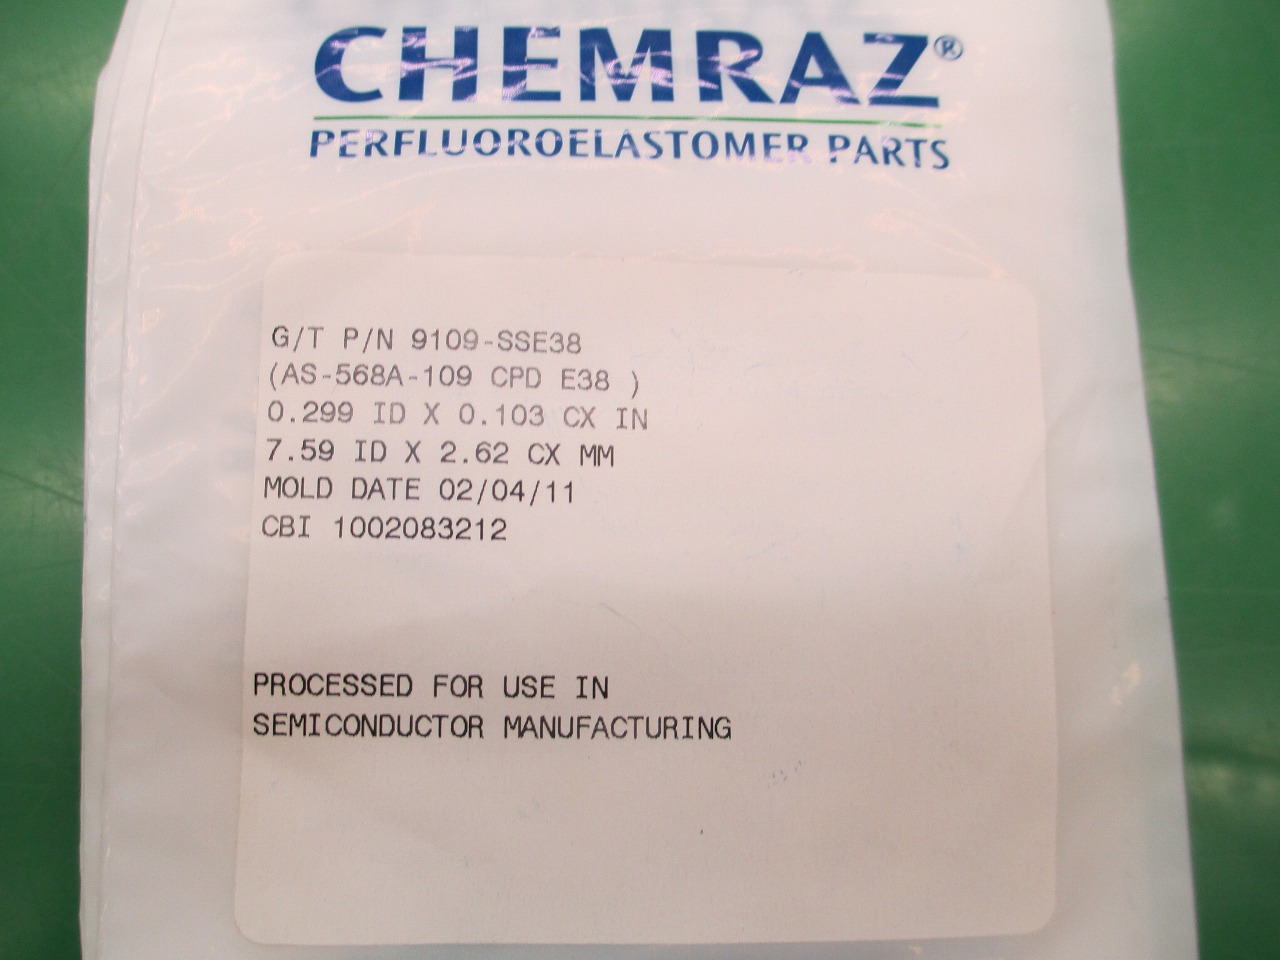 CHEMRAZ®
PERFLUOROELASTOMER PARTS
G/T P/N 9109-SSE38
(AS-568A-109 CPD E38 )
0.299 ID X 0.103 CX IN
7.59 ID X 2.62 CX MM
MOLD DATE 02/04/11
CBI 1002083212
PROCESSED FOR USE IN
SEMICONDUCTOR MANUFACTURING